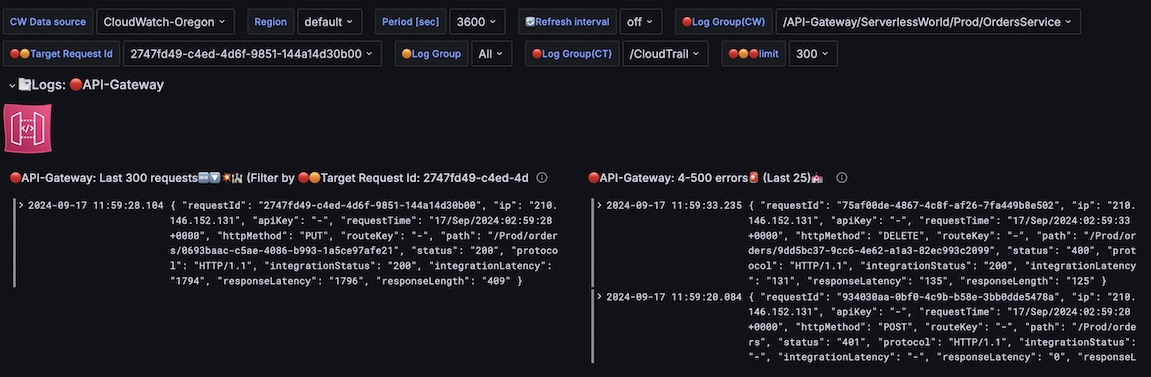 CW Data source CloudWatch-Oregon Region default Period [sec] 3600 Refresh interval off Log Group(CW) /API-Gateway/ServerlessWorld/Prod/OrdersService
Target Request Id 2747fd49-c4ed-4d6f-9851-144a14d30b00 Log Group All Log Group(CT) /CloudTrail limit 300
Logs: API-Gateway
API-Gateway: Last 300 requests (Filter by Target Request Id: 2747fd49-c4ed-4d
2024-09-17 11:59:28.104 { "requestId": "2747fd49-c4ed-4d6f-9851-144a14d30b00", "ip": "210.
146.152.131", "apiKey": "-", "requestTime": "17/Sep/2024:02:59:28
+0000", "httpMethod": "PUT", "routeKey": "-", "path": "/Prod/order
s/0693baac-c5ae-4086-b993-1a5ce97afe21", "status": "200", "protoco
l": "HTTP/1.1", "integrationStatus": "200", "integrationLatency":
"1794", "responseLatency": "1796", "responseLength": "409" }
API-Gateway: 4-500 errors (Last 25)
2024-09-17 11:59:33.235 { "requestId": "75af00de-4867-4c8f-af26-7fa449b8e502", "ip": "210.
146.152.131", "apiKey": "-", "requestTime": "17/Sep/2024:02:59:33
+0000", "httpMethod": "DELETE", "routeKey": "-", "path": "/Prod/or
ders/9dd5bc37-9cc6-4e62-a1a3-82ec993c2099", "status": "400", "prot
ocol": "HTTP/1.1", "integrationStatus": "200", "integrationLatency
": "131", "responseLatency": "135", "responseLength": "125" }
2024-09-17 11:59:20.084 { "requestId": "934030aa-0bf0-4c9b-b58e-3bb0dde5478a", "ip": "210.
146.152.131", "apiKey": "-", "requestTime": "17/Sep/2024:02:59:20
+0000", "httpMethod": "POST", "routeKey": "-", "path": "/Prod/orde
rs", "status": "401", "protocol": "HTTP/1.1", "integrationStatus":
"-", "integrationLatency": "-", "responseLatency": "0", "responseL